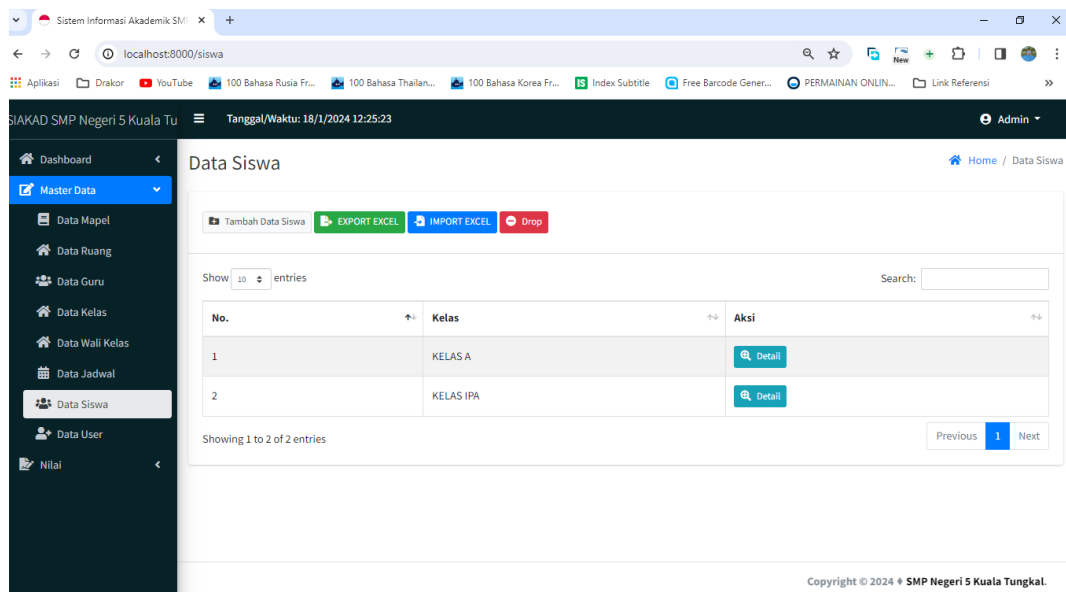 Sistem Informasi Akademik SM
localhost:8000/siswa
New
Aplikasi Drakor YouTube 100 Bahasa Rusia Fr... 100 Bahasa Thailan... 100 Bahasa Korea Fr... IS Index Subtitle Free Barcode Gener... PERMAINAN ONLIN... Link Referensi »
SIAKAD SMP Negeri 5 Kuala Tu Tanggal/Waktu: 18/1/2024 12:25:23 Admin
Dashboard
Master Data
Data Mapel
Data Ruang
Data Guru
Data Kelas
Data Wali Kelas
Data Jadwal
Data Siswa
Data User
Nilai
Data Siswa Home / Data Siswa
Tambah Data Siswa EXPORT EXCEL IMPORT EXCEL Drop
Show 10 entries Search:
No. Kelas Aksi
1 KELAS A Detail
2 KELAS IPA Detail
Showing 1 to 2 of 2 entries Previous 1 Next
Copyright © 2024 ♦ SMP Negeri 5 Kuala Tungkal.